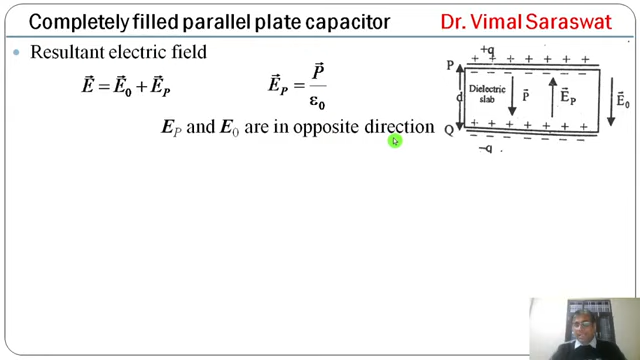 Completely filled parallel plate capacitor Dr. Vimal Saraswat
• Resultant electric field
E⃗ = E⃗₀ + E⃗_P
E⃗_P = P⃗ / ε₀
E_P and E₀ are in opposite direction
+q
P + + + + + + + +
− − − − − − − −
Dielectric
slab
d P⃗ E⃗_P E⃗₀
+ + + + + + + +
Q − − − − − − − −
−q